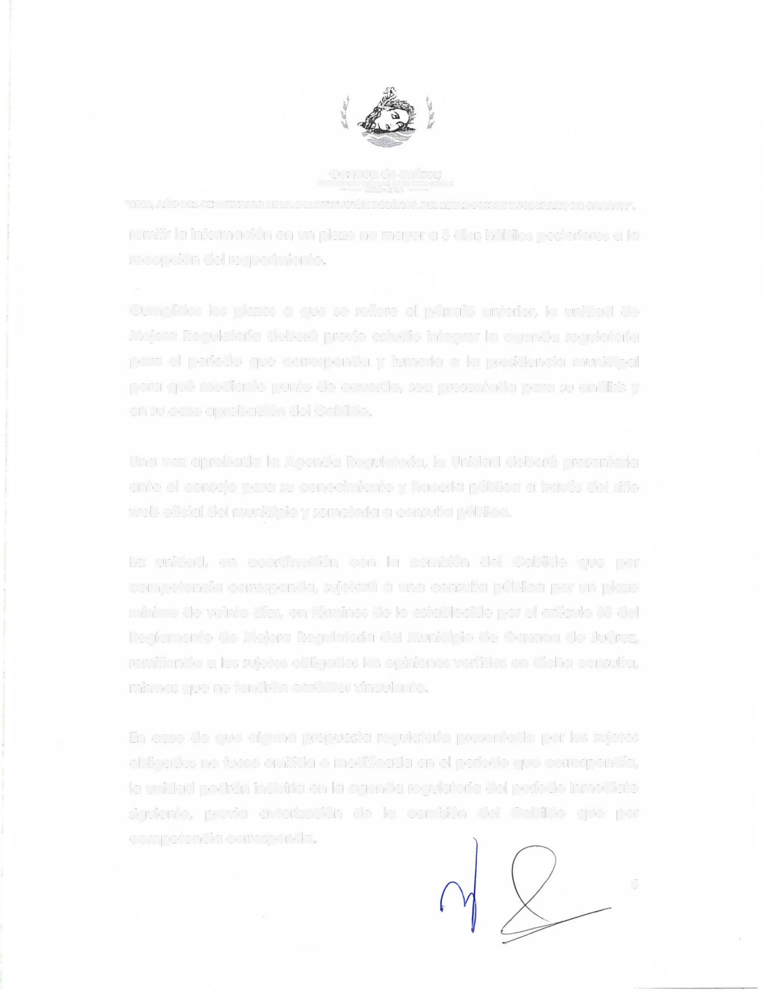 Oaxaca de Juárez
Patrimonio cultural de la humanidad
2022 - 2024
"2022, AÑO DEL CENTENARIO DE LA CONSTITUCIÓN POLÍTICA DEL ESTADO LIBRE Y SOBERANO DE OAXACA".
remitir la información en un plazo no mayor a 5 días hábiles posteriores a la
recepción del requerimiento.
Cumplidos los plazos a que se refiere el párrafo anterior, la unidad de
Mejora Regulatoria deberá previo estudio integrar la agenda regulatoria
para el periodo que corresponda y turnarla a la presidencia municipal
para qué mediante punto de acuerdo, sea presentada para su análisis y
en su caso aprobación del Cabildo.
Una vez aprobada la Agenda Regulatoria, la Unidad deberá presentarla
ante el consejo para su conocimiento y hacerla pública a través del sitio
web oficial del municipio y someterla a consulta pública.
La unidad, en coordinación con la comisión del Cabildo que por
competencia corresponda, sujetará a una consulta pública por un plazo
mínimo de veinte días, en términos de lo establecido por el artículo del
Reglamento de Mejora Regulatoria del Municipio de Oaxaca de Juárez,
remitiendo a los sujetos obligados las opiniones vertidas en dicha consulta,
mismas que no tendrán carácter vinculante.
En caso de que alguna propuesta regulatoria presentada por los sujetos
obligados no fuese emitida o modificada en el periodo que correspondía,
la unidad podrán incluirla en la agenda regulatoria del período inmediato
siguiente, previa autorización de la comisión del Cabildo que por
competencia corresponda.